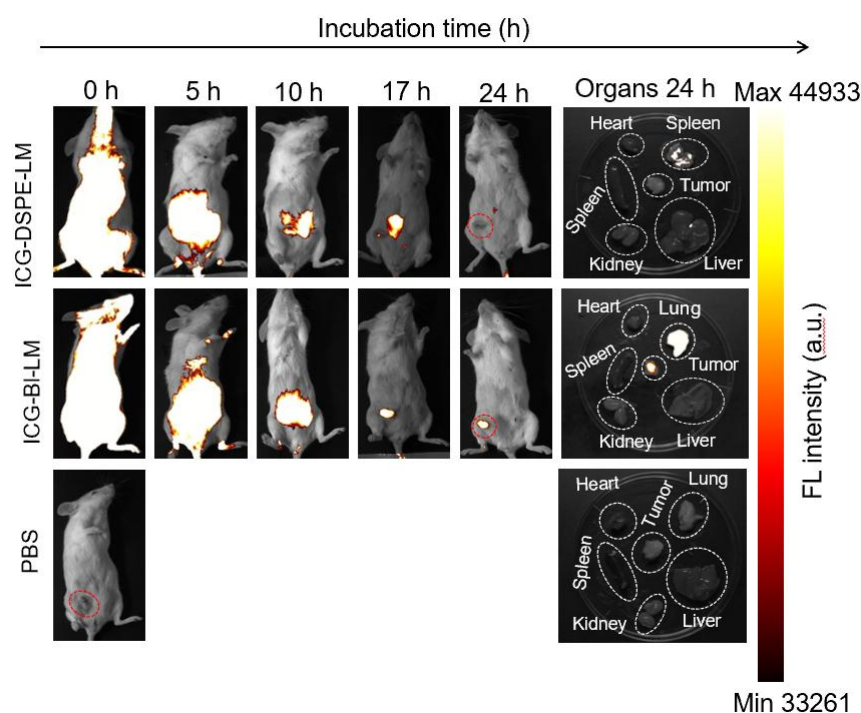 Incubation time (h)
0 h 5 h 10 h 17 h 24 h Organs 24 h Max 44933
ICG-DSPE-LM
Heart Spleen
Spleen Tumor
Kidney Liver
ICG-BI-LM
Heart Lung
Spleen Tumor
Kidney Liver
PBS
Heart Tumor Lung
Spleen
Kidney Liver
FL intensity (a.u.)
Min 33261